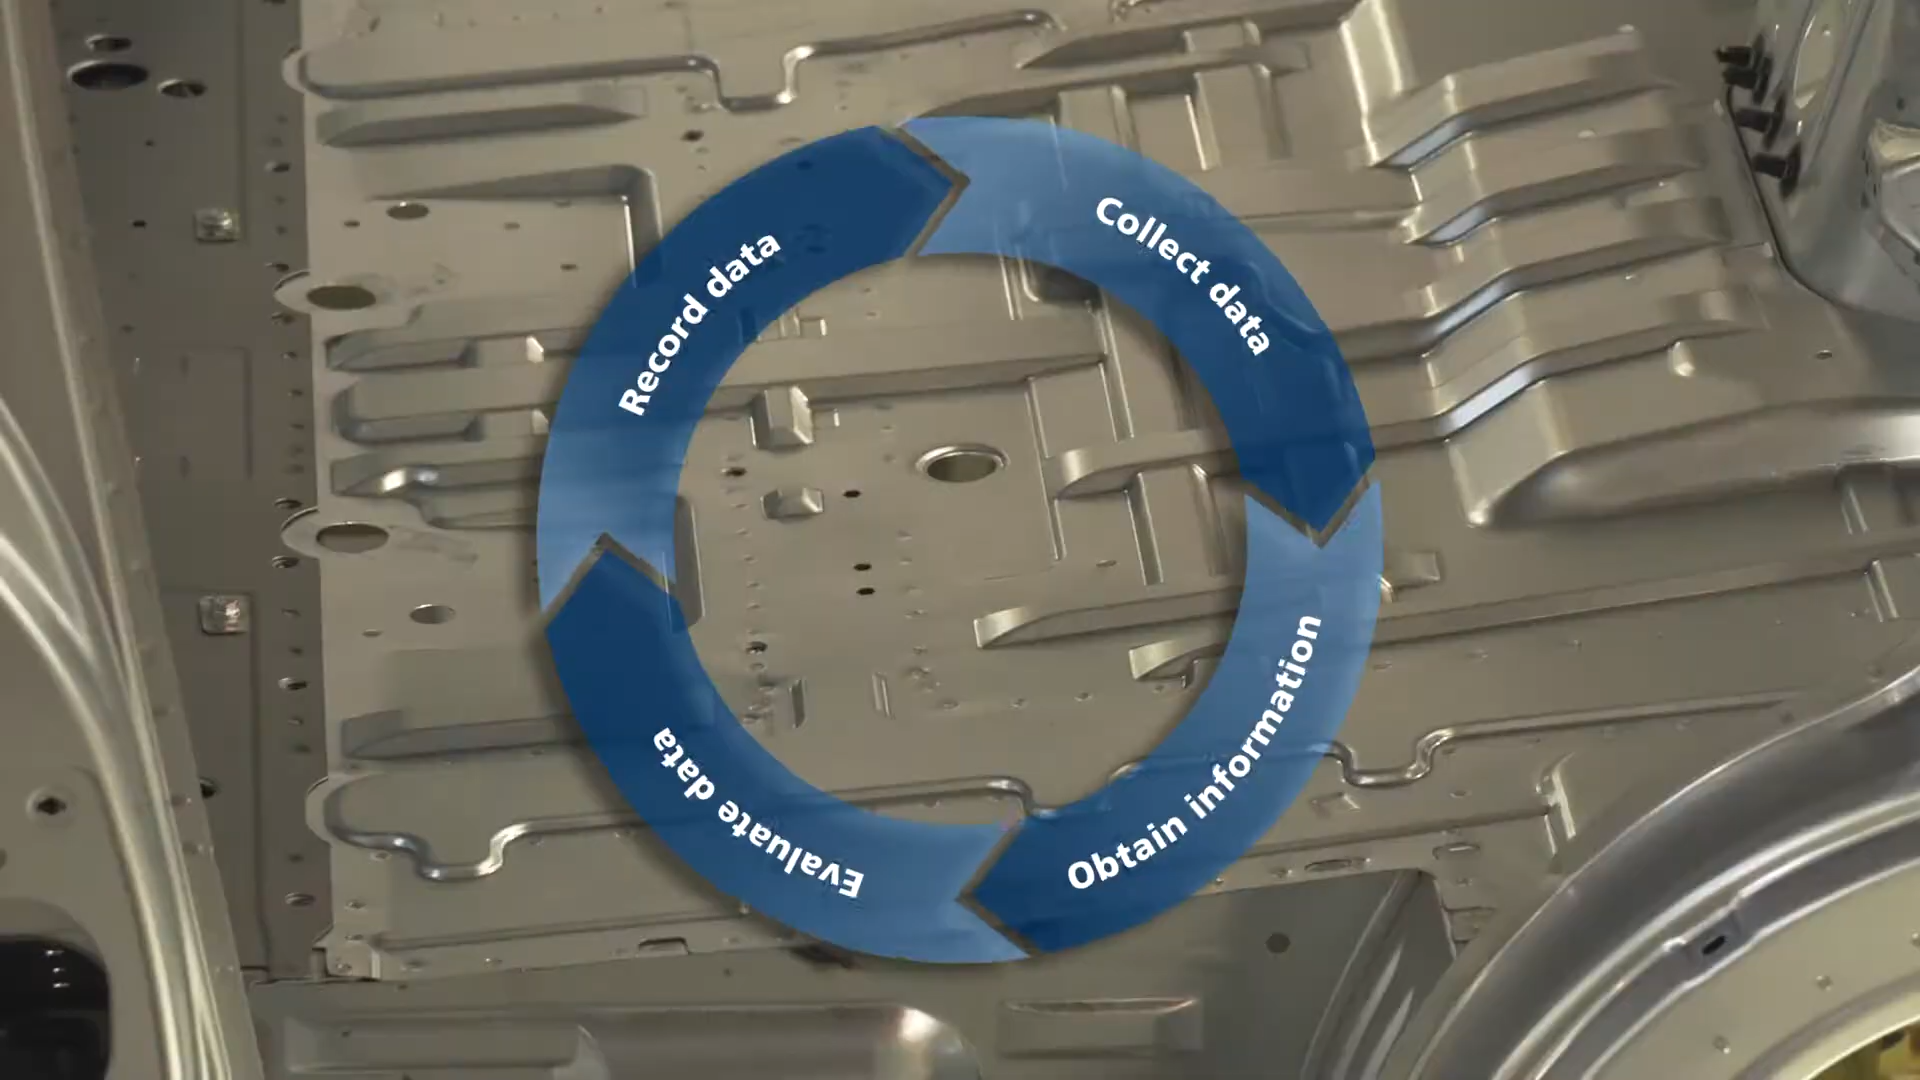 Record data
Collect data
Obtain information
Evaluate data